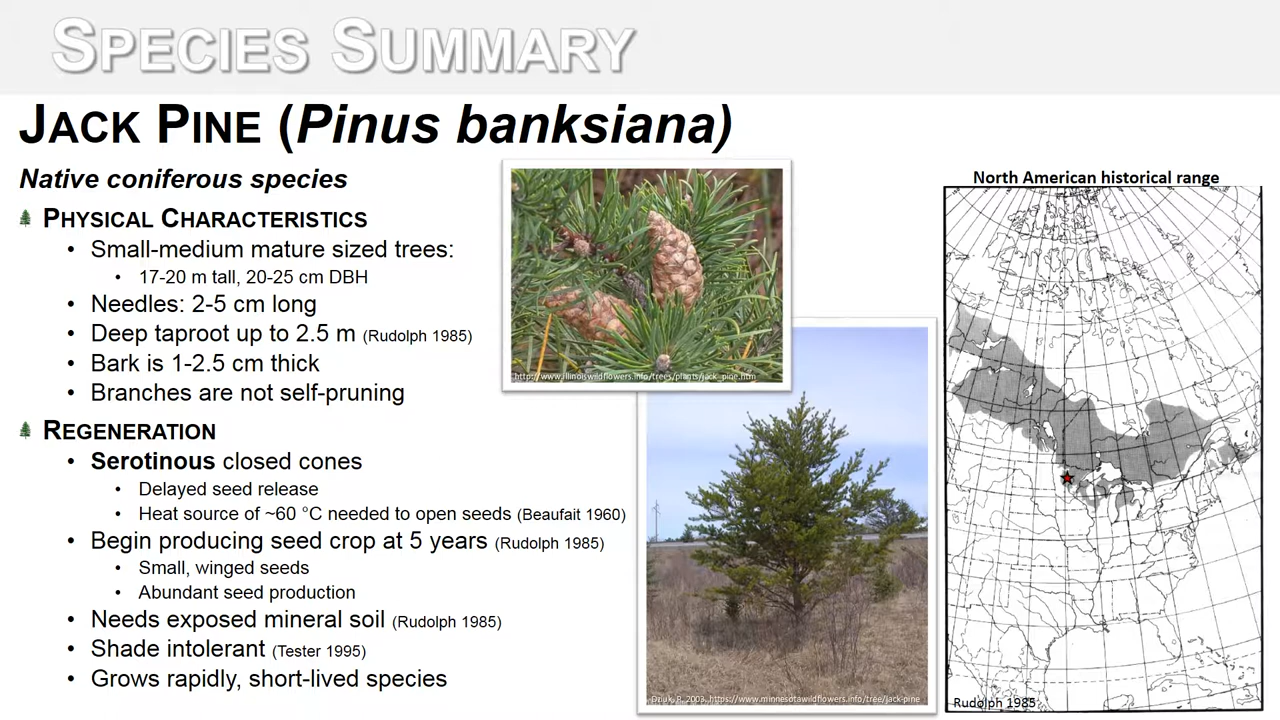 SPECIES SUMMARY
JACK PINE (Pinus banksiana)
Native coniferous species
PHYSICAL CHARACTERISTICS
• Small-medium mature sized trees:
• 17-20 m tall, 20-25 cm DBH
• Needles: 2-5 cm long
• Deep taproot up to 2.5 m (Rudolph 1985)
• Bark is 1-2.5 cm thick
• Branches are not self-pruning
REGENERATION
• Serotinous closed cones
• Delayed seed release
• Heat source of ~60 °C needed to open seeds (Beaufait 1960)
• Begin producing seed crop at 5 years (Rudolph 1985)
• Small, winged seeds
• Abundant seed production
• Needs exposed mineral soil (Rudolph 1985)
• Shade intolerant (Tester 1995)
• Grows rapidly, short-lived species
http://www.illinoiswildflowers.info/trees/plants/jack_pine.htm
Dziuk, P. 2003. https://www.minnesotawildflowers.info/tree/jack-pine
North American historical range
Rudolph 1985